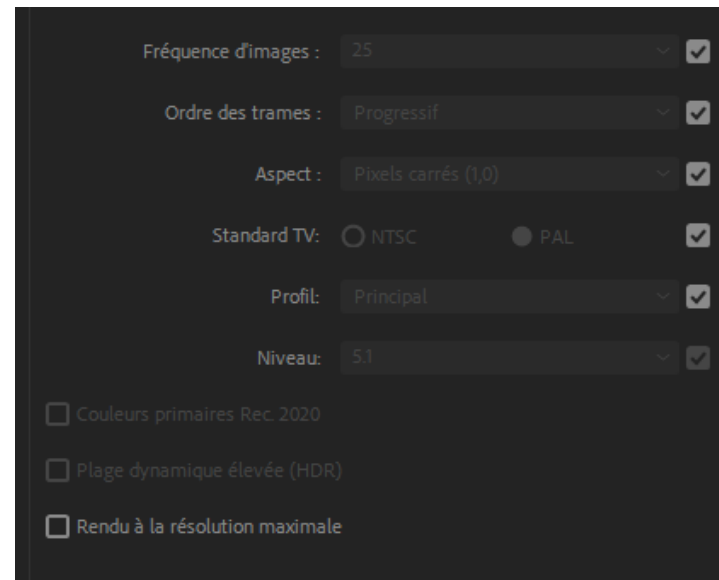 Fréquence d'images : 25
Ordre des trames : Progressif
Aspect : Pixels carrés (1,0)
Standard TV: NTSC PAL
Profil: Principal
Niveau: 5.1
Couleurs primaires Rec. 2020
Plage dynamique élevée (HDR)
Rendu à la résolution maximale